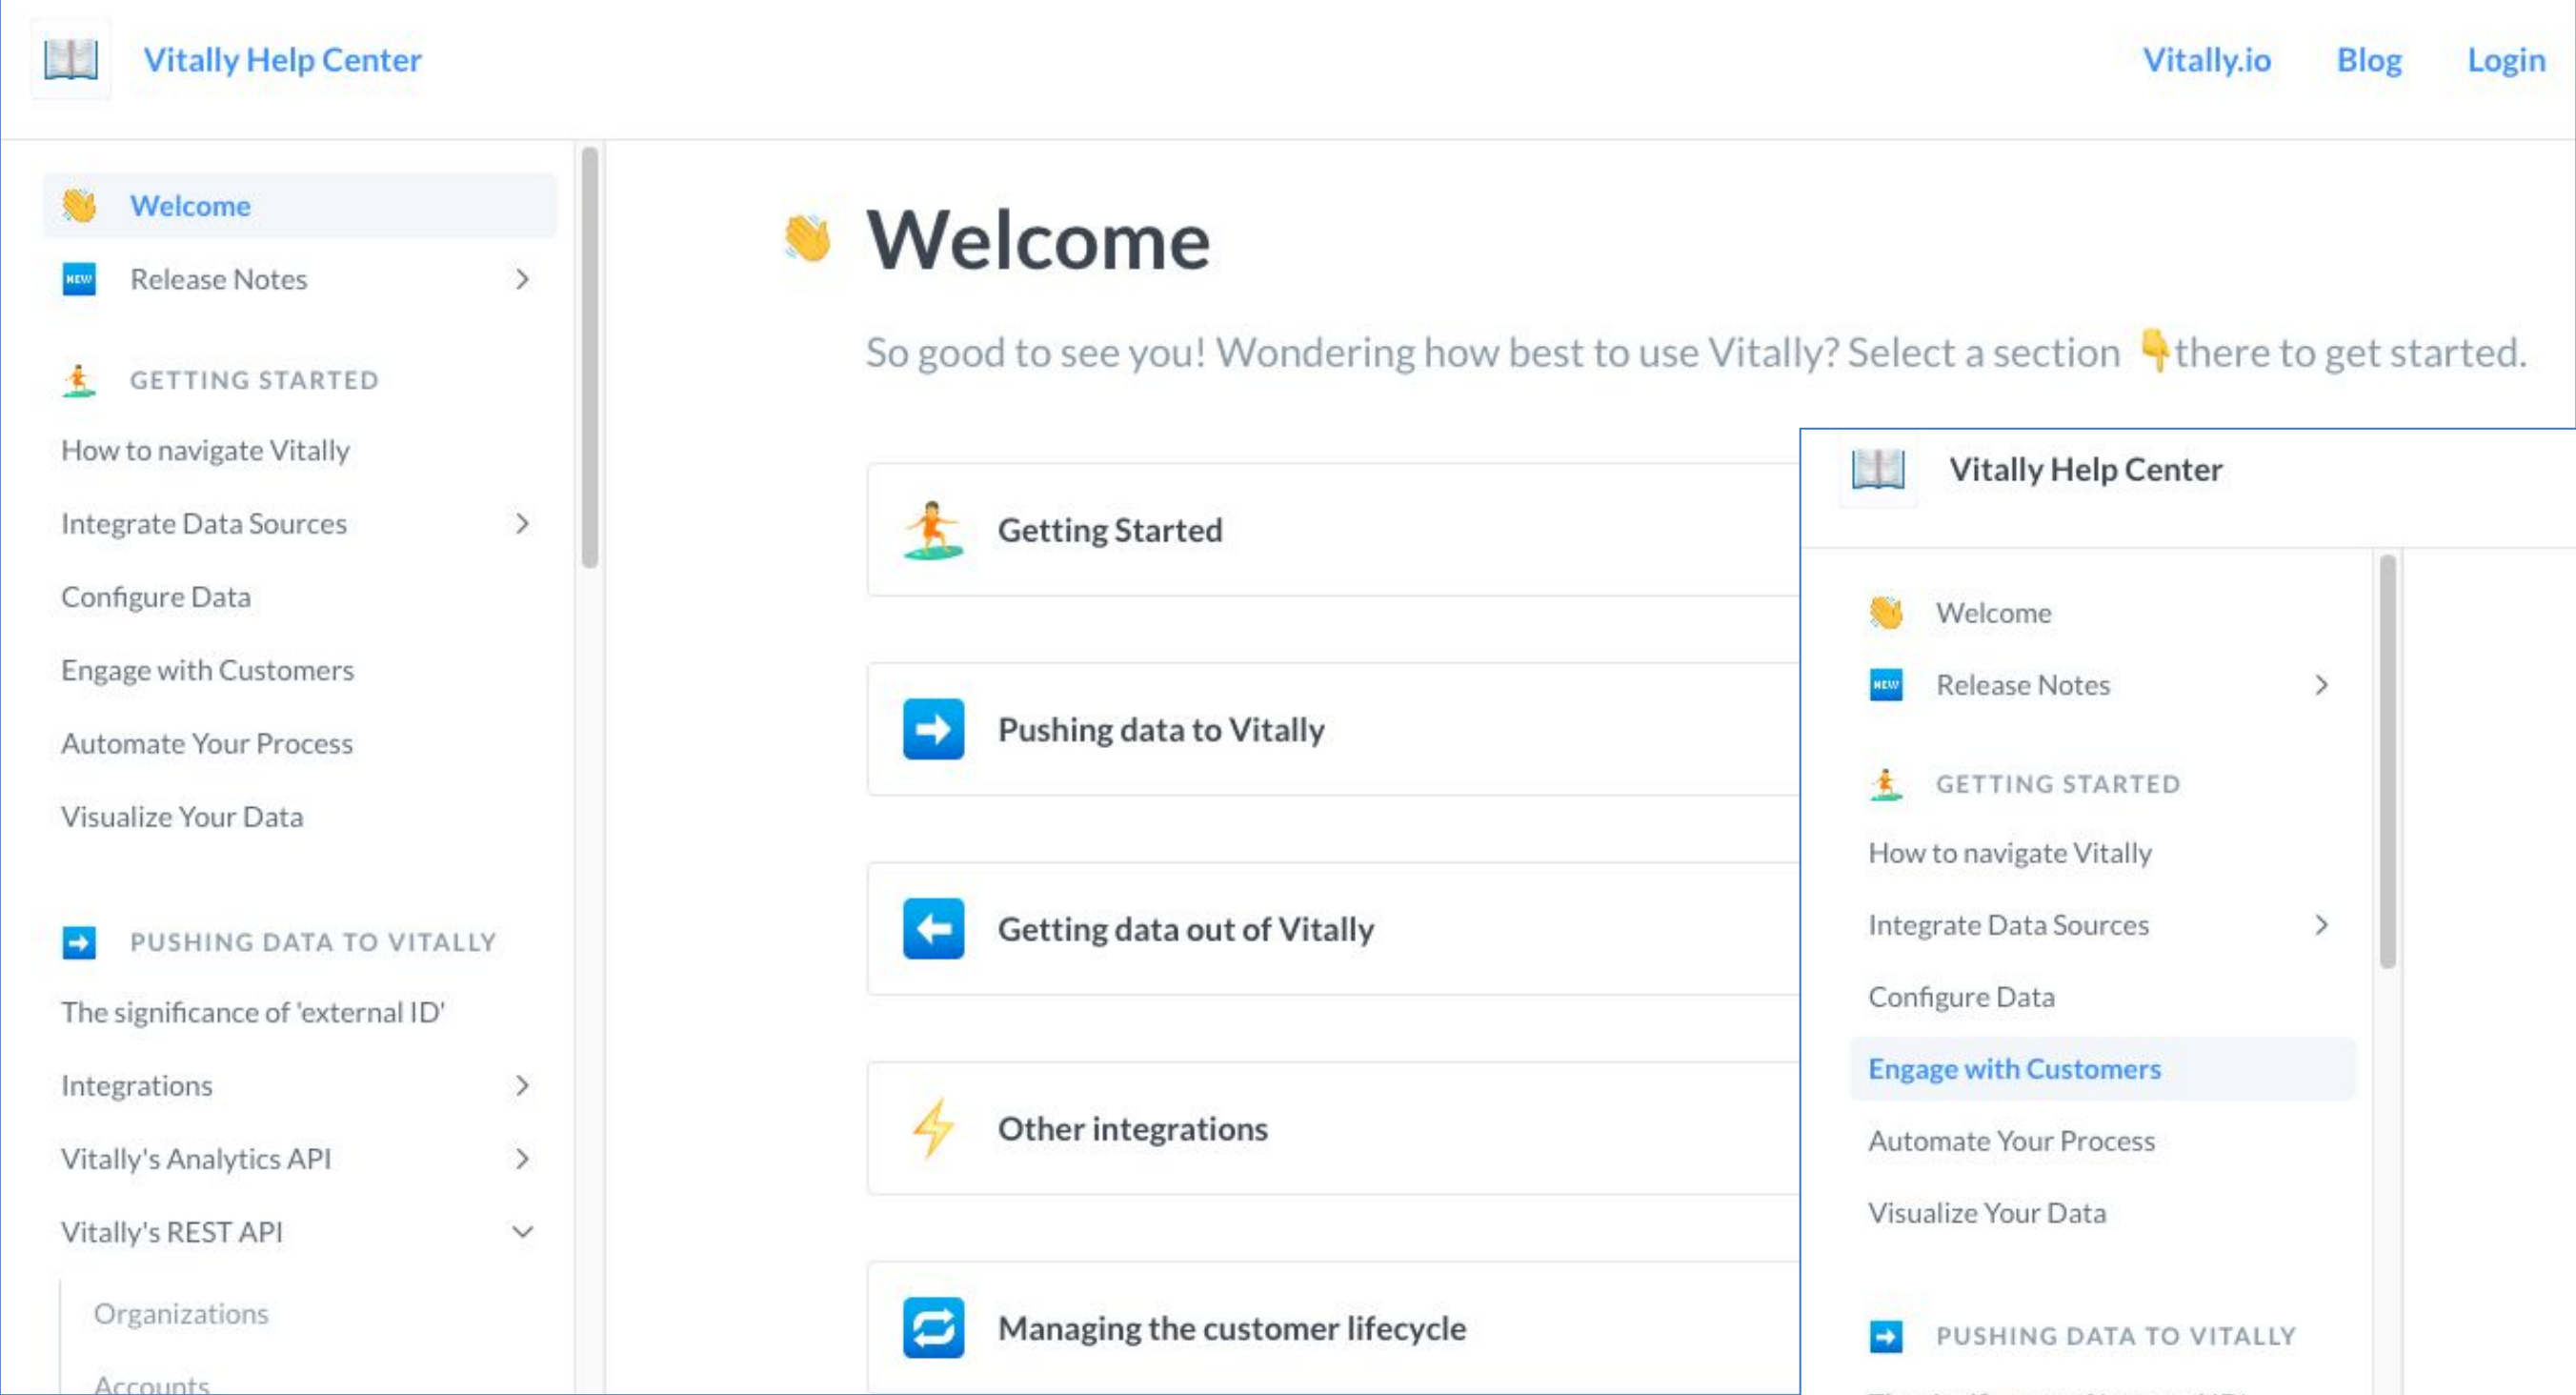 Vitally Help Center
Vitally.io Blog Login
Welcome
NEW Release Notes
GETTING STARTED
How to navigate Vitally
Integrate Data Sources
Configure Data
Engage with Customers
Automate Your Process
Visualize Your Data
PUSHING DATA TO VITALLY
The significance of 'external ID'
Integrations
Vitally's Analytics API
Vitally's REST API
Organizations
Accounts
Welcome
So good to see you! Wondering how best to use Vitally? Select a section 👇there to get started.
Getting Started
Pushing data to Vitally
Getting data out of Vitally
Other integrations
Managing the customer lifecycle
Vitally Help Center
Welcome
NEW Release Notes
GETTING STARTED
How to navigate Vitally
Integrate Data Sources
Configure Data
Engage with Customers
Automate Your Process
Visualize Your Data
PUSHING DATA TO VITALLY